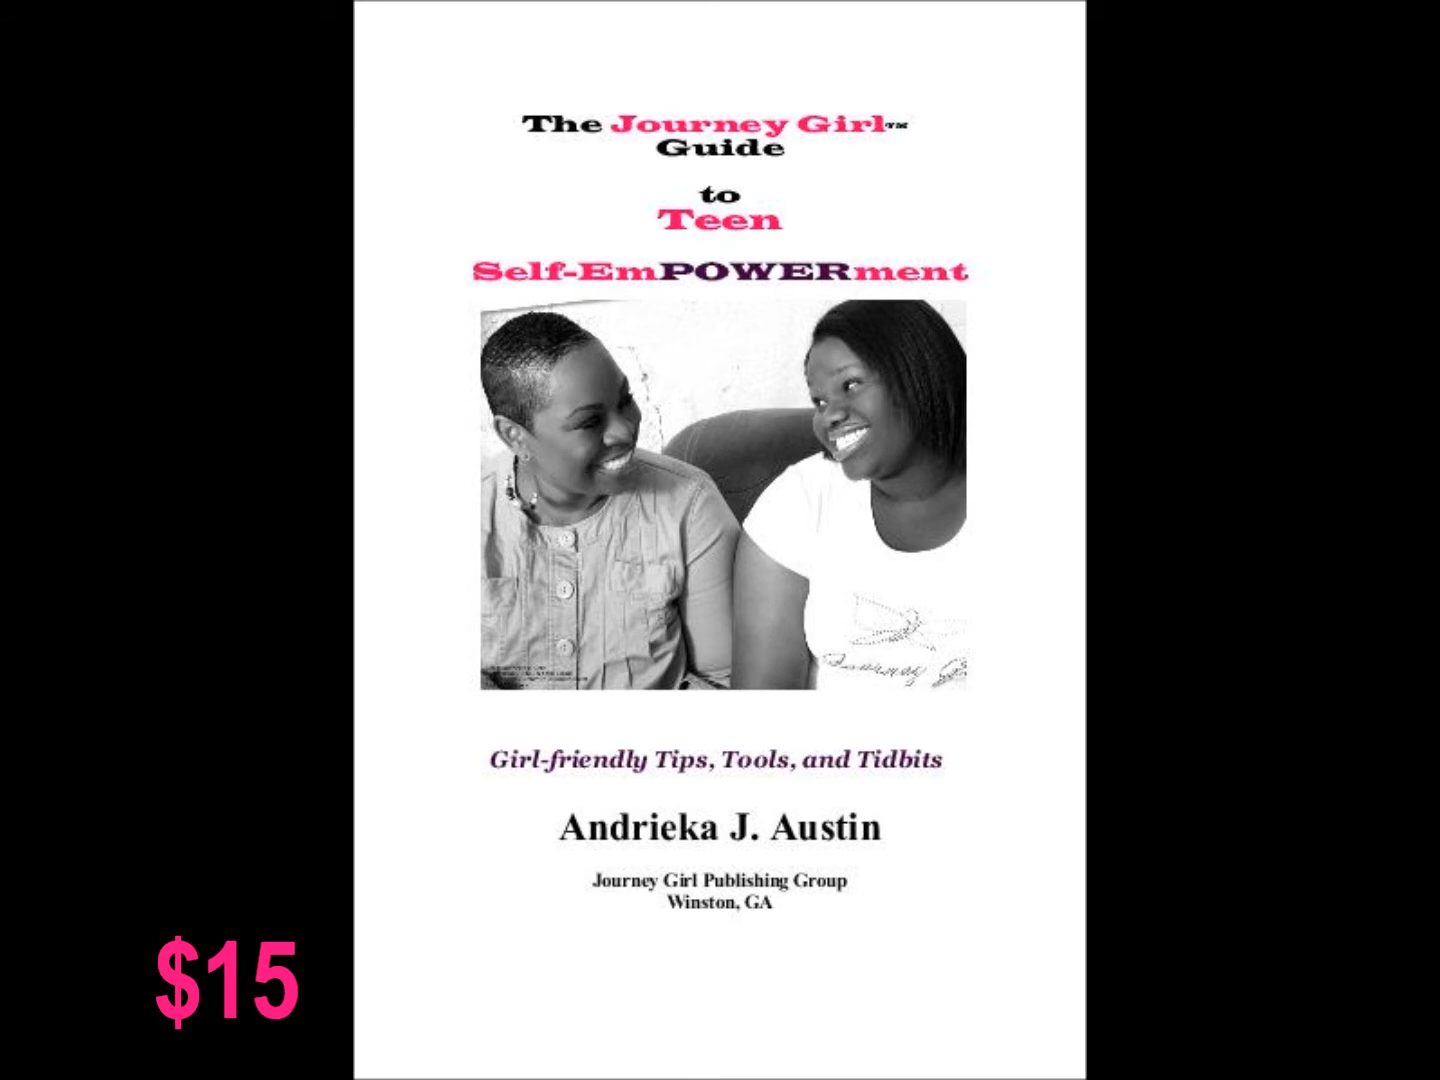 The Journey Girl™
Guide
to
Teen
Self-EmPOWERment
Girl-friendly Tips, Tools, and Tidbits
Andrieka J. Austin
Journey Girl Publishing Group
Winston, GA
$15